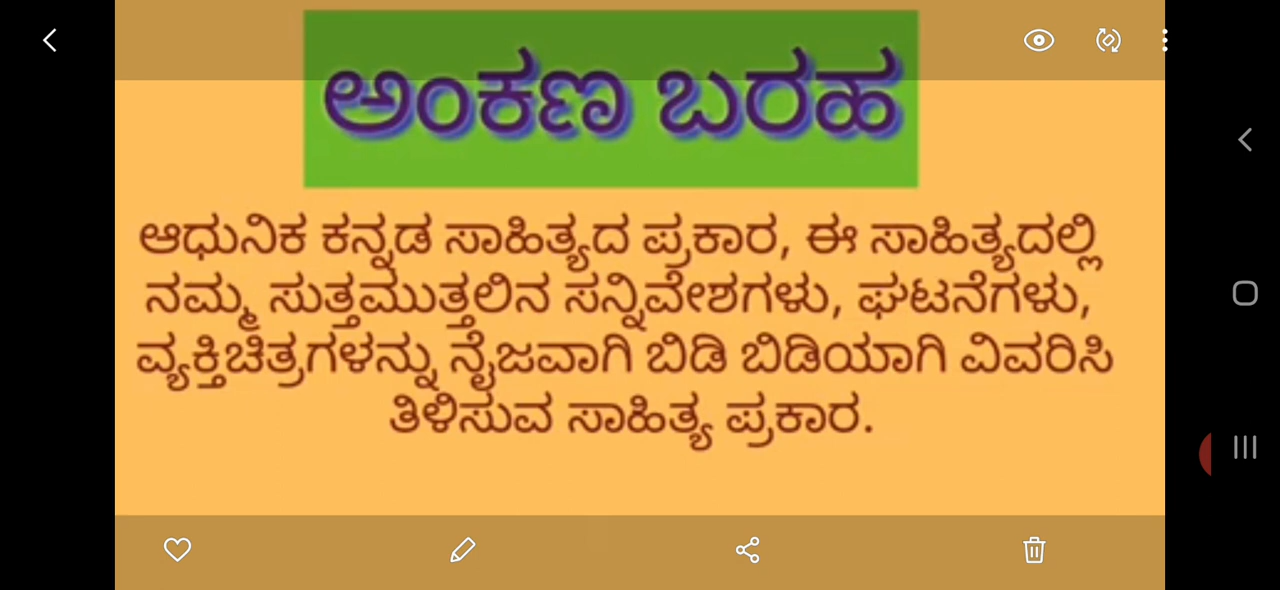 ಅಂಕಣ ಬರಹ
ಆಧುನಿಕ ಕನ್ನಡ ಸಾಹಿತ್ಯದ ಪ್ರಕಾರ, ಈ ಸಾಹಿತ್ಯದಲ್ಲಿ
ನಮ್ಮ ಸುತ್ತಮುತ್ತಲಿನ ಸನ್ನಿವೇಶಗಳು, ಘಟನೆಗಳು,
ವ್ಯಕ್ತಿಚಿತ್ರಗಳನ್ನು ನೈಜವಾಗಿ ಬಿಡಿ ಬಿಡಿಯಾಗಿ ವಿವರಿಸಿ
ತಿಳಿಸುವ ಸಾಹಿತ್ಯ ಪ್ರಕಾರ.